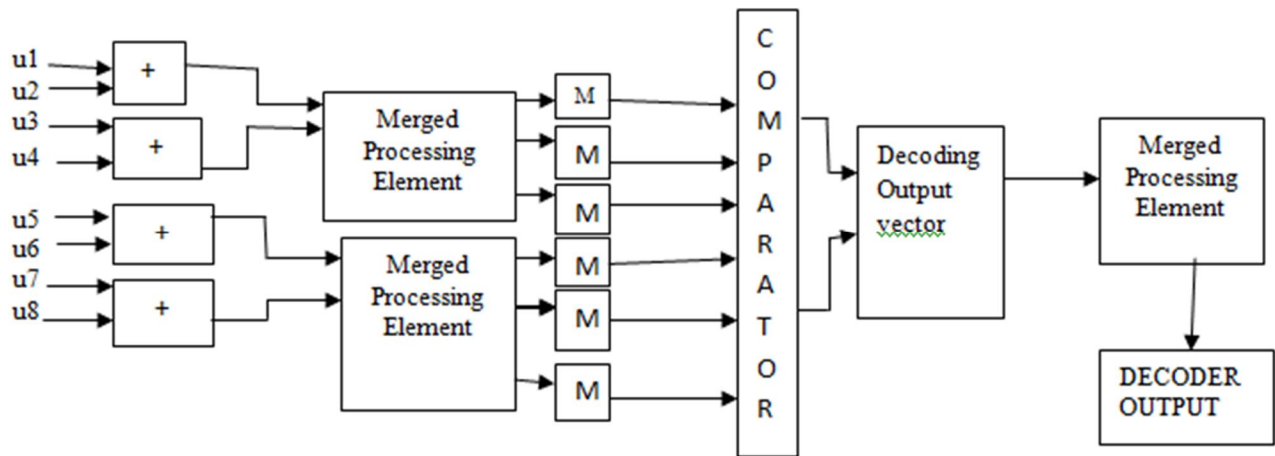 u1
u2
u3
u4
u5
u6
u7
u8
+
+
+
+
Merged
Processing
Element
Merged
Processing
Element
M
M
M
M
M
M
C
O
M
P
A
R
A
T
O
R
Decoding
Output
vector
Merged
Processing
Element
DECODER
OUTPUT